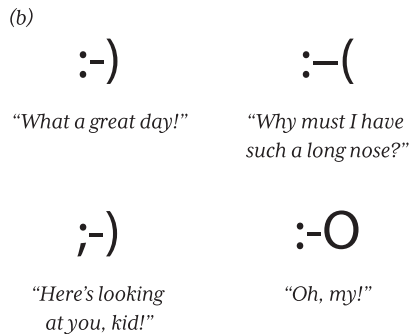 (b)
:-)
“What a great day!”
:–(
“Why must I have
such a long nose?”
;-)
“Here’s looking
at you, kid!”
:-O
“Oh, my!”